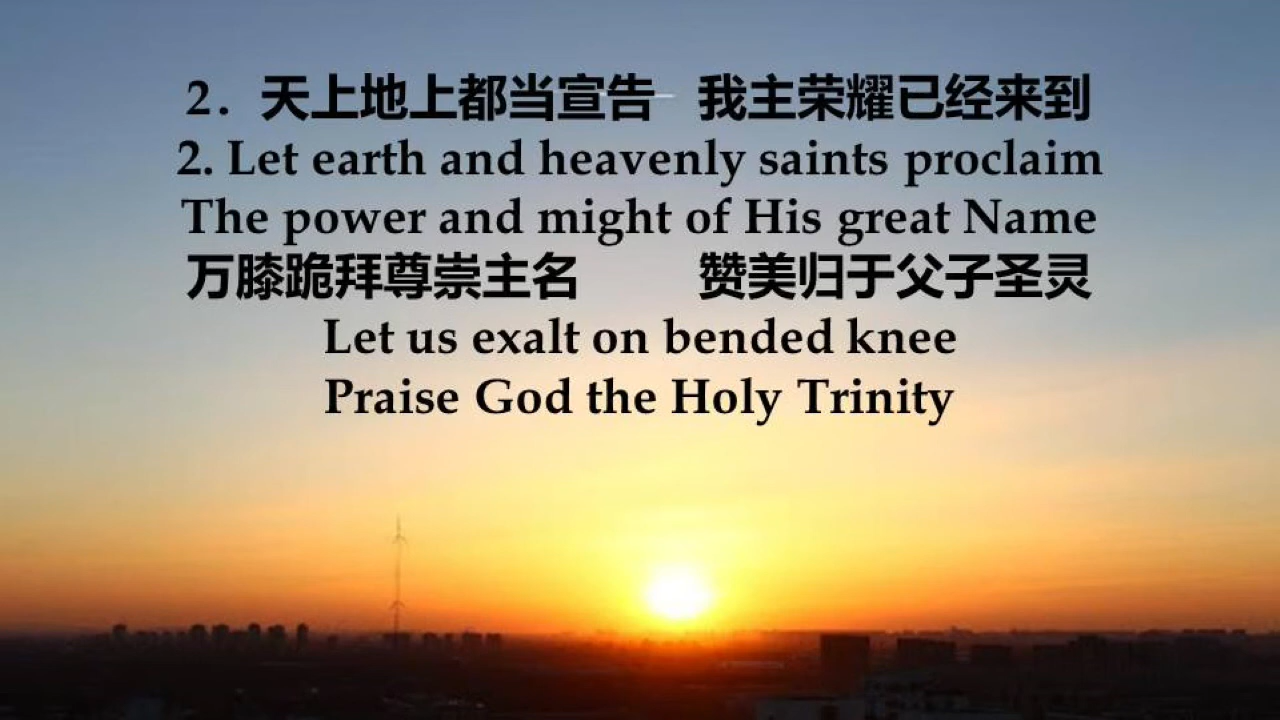 2. 天上地上都当宣告 我主荣耀已经来到
2. Let earth and heavenly saints proclaim
The power and might of His great Name
万膝跪拜尊崇主名 赞美归于父子圣灵
Let us exalt on bended knee
Praise God the Holy Trinity